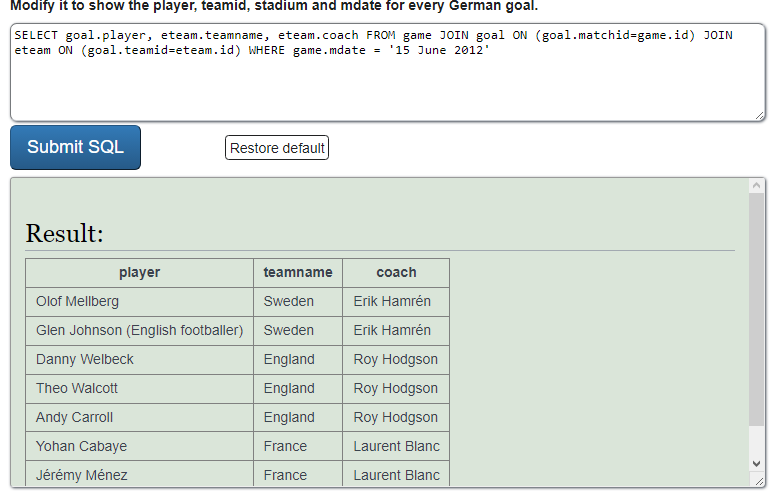 Modify it to show the player, teamid, stadium and mdate for every German goal.
SELECT goal.player, eteam.teamname, eteam.coach FROM game JOIN goal ON (goal.matchid=game.id) JOIN
eteam ON (goal.teamid=eteam.id) WHERE game.mdate = '15 June 2012'
Submit SQL
Restore default
Result:
player teamname coach
Olof Mellberg Sweden Erik Hamrén
Glen Johnson (English footballer) Sweden Erik Hamrén
Danny Welbeck England Roy Hodgson
Theo Walcott England Roy Hodgson
Andy Carroll England Roy Hodgson
Yohan Cabaye France Laurent Blanc
Jérémy Ménez France Laurent Blanc